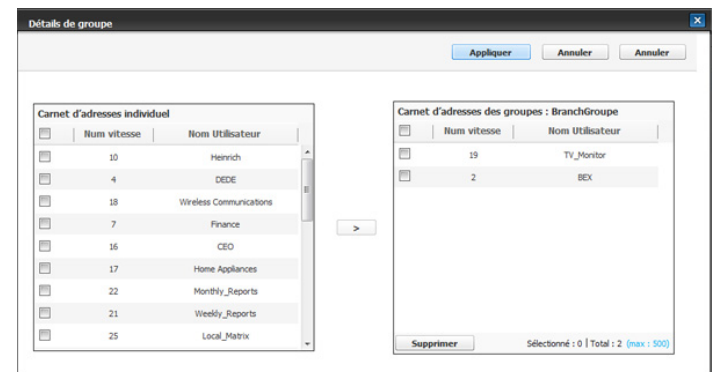 Détails de groupe
Appliquer Annuler Annuler
Carnet d'adresses individuel
Num vitesse Nom Utilisateur
10 Heinrich
4 DEDE
18 Wireless Communications
7 Finance
16 CEO
17 Home Appliances
22 Monthly_Reports
21 Weekly_Reports
25 Local_Matrix
>
Carnet d'adresses des groupes : BranchGroupe
Num vitesse Nom Utilisateur
19 TV_Monitor
2 BEX
Supprimer Sélectionné : 0 | Total : 2 (max : 500)